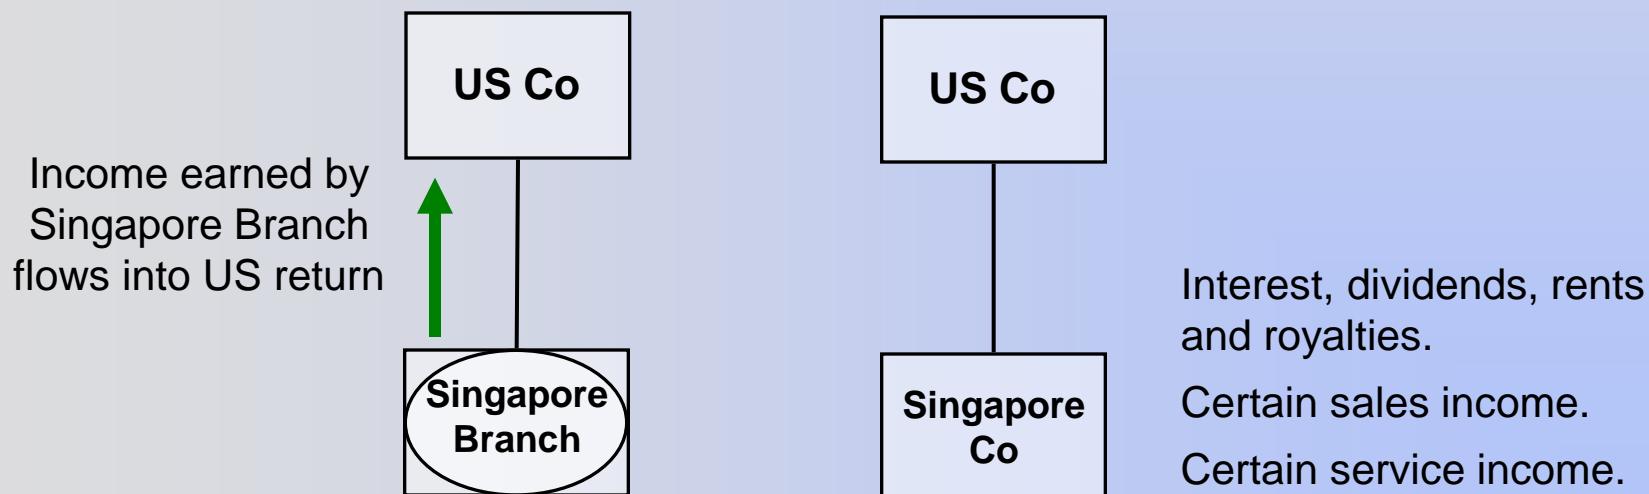 US Co
Income earned by
Singapore Branch
flows into US return
Singapore
Branch
US Co
Singapore
Co
Interest, dividends, rents
and royalties.
Certain sales income.
Certain service income.